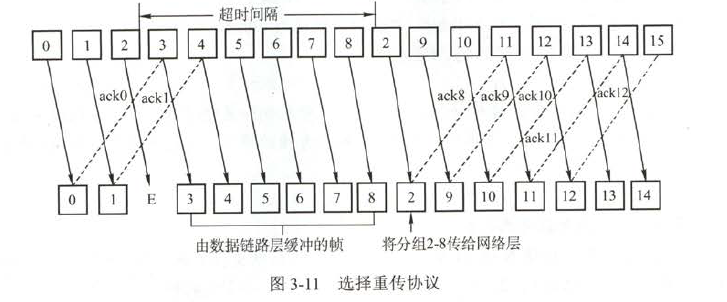 超时间隔
0 1 2 3 4 5 6 7 8 2 9 10 11 12 13 14 15
ack0 ack1 ack8 ack9 ack10 ack12
ack11
0 1 E 3 4 5 6 7 8 2 9 10 11 12 13 14
由数据链路层缓冲的帧 将分组2-8传给网络层
图 3-11 选择重传协议